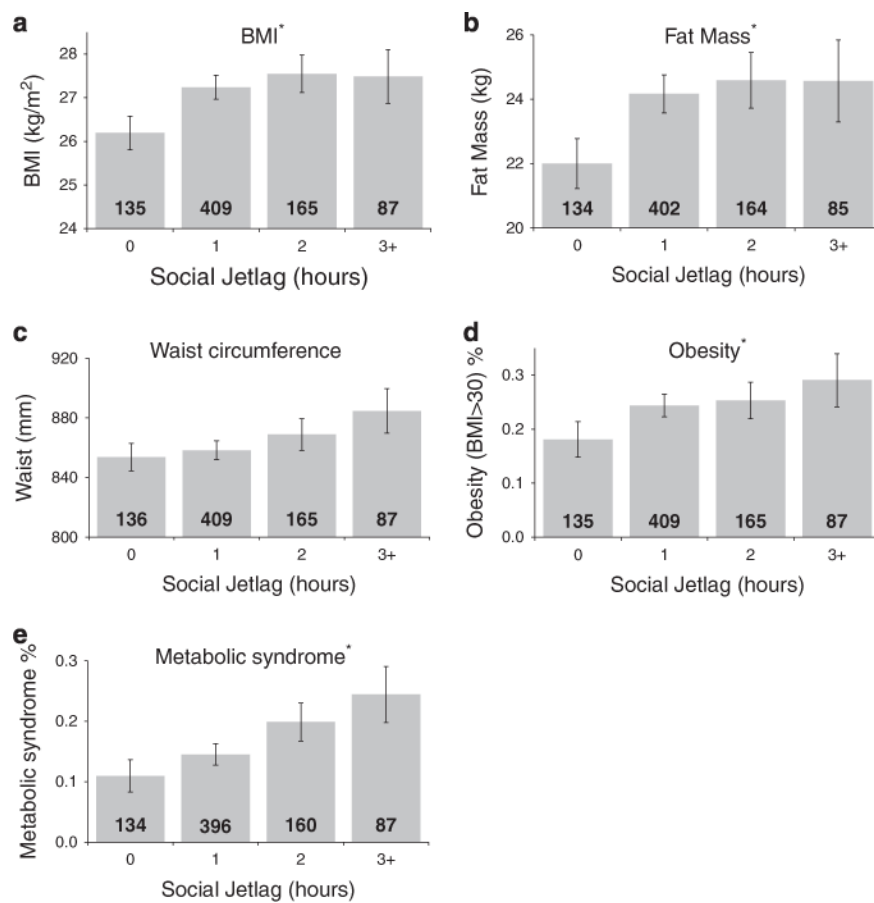 a
BMI*
BMI (kg/m²)
28
27
26
25
24
135 409 165 87
0 1 2 3+
Social Jetlag (hours)
b
Fat Mass*
Fat Mass (kg)
26
24
22
20
134 402 164 85
0 1 2 3+
Social Jetlag (hours)
c
Waist circumference
Waist (mm)
920
880
840
800
136 409 165 87
0 1 2 3+
Social Jetlag (hours)
d
Obesity*
Obesity (BMI>30) %
0.3
0.2
0.1
0.0
135 409 165 87
0 1 2 3+
Social Jetlag (hours)
e
Metabolic syndrome*
Metabolic syndrome %
0.3
0.2
0.1
0.0
134 396 160 87
0 1 2 3+
Social Jetlag (hours)